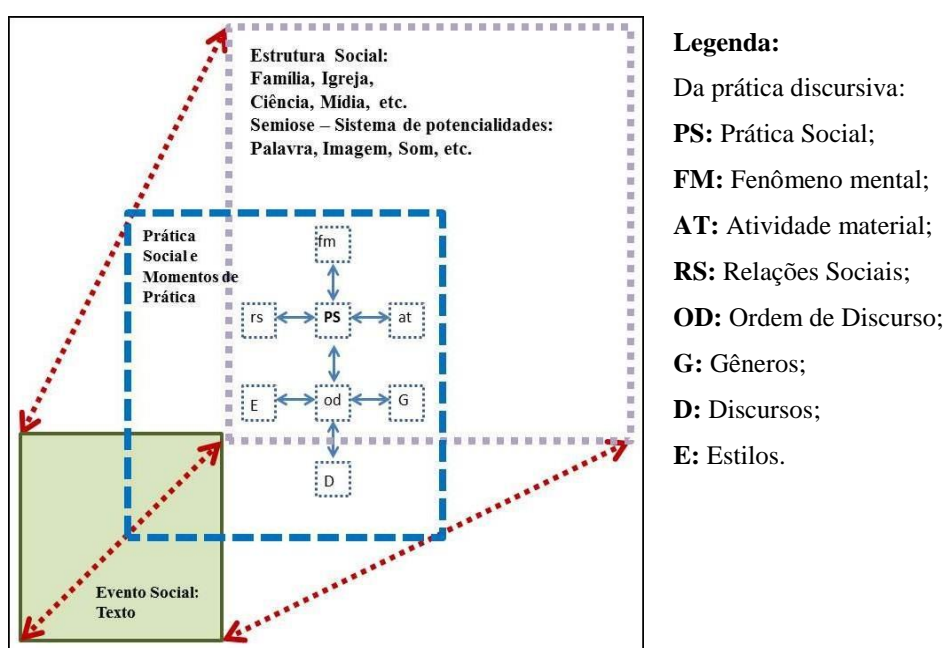 Estrutura Social:
Família, Igreja,
Ciência, Mídia, etc.
Semiose – Sistema de potencialidades:
Palavra, Imagem, Som, etc.
Prática
Social e
Momentos de
Prática
fm
rs
PS
at
E
od
G
D
Evento Social:
Texto
Legenda:
Da prática discursiva:
PS: Prática Social;
FM: Fenômeno mental;
AT: Atividade material;
RS: Relações Sociais;
OD: Ordem de Discurso;
G: Gêneros;
D: Discursos;
E: Estilos.